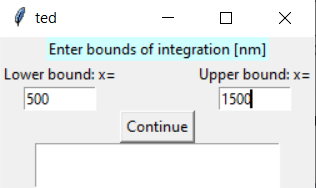 ted
Enter bounds of integration [nm]
Lower bound: x= Upper bound: x=
500 1500
Continue